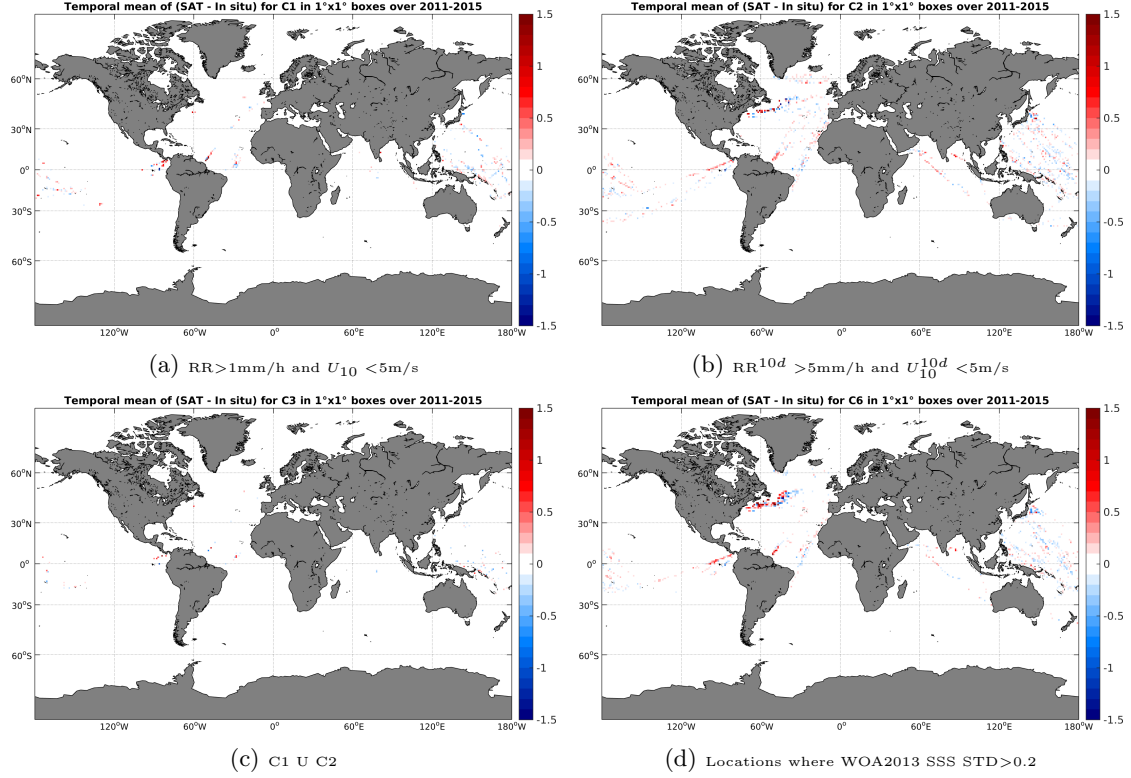 Temporal mean of (SAT - In situ) for C1 in 1°x1° boxes over 2011-2015
60°N
30°N
0°
30°S
60°S
120°W
60°W
0°
60°E
120°E
180°W
1.5
1
0.5
0
-0.5
-1
-1.5
(a) RR>1mm/h and U10 <5m/s
Temporal mean of (SAT - In situ) for C2 in 1°x1° boxes over 2011-2015
60°N
30°N
0°
30°S
60°S
120°W
60°W
0°
60°E
120°E
180°W
1.5
1
0.5
0
-0.5
-1
-1.5
(b) RR^10d >5mm/h and U10^10d <5m/s
Temporal mean of (SAT - In situ) for C3 in 1°x1° boxes over 2011-2015
60°N
30°N
0°
30°S
60°S
120°W
60°W
0°
60°E
120°E
180°W
1.5
1
0.5
0
-0.5
-1
-1.5
(c) C1 U C2
Temporal mean of (SAT - In situ) for C6 in 1°x1° boxes over 2011-2015
60°N
30°N
0°
30°S
60°S
120°W
60°W
0°
60°E
120°E
180°W
1.5
1
0.5
0
-0.5
-1
-1.5
(d) Locations where WOA2013 SSS STD>0.2